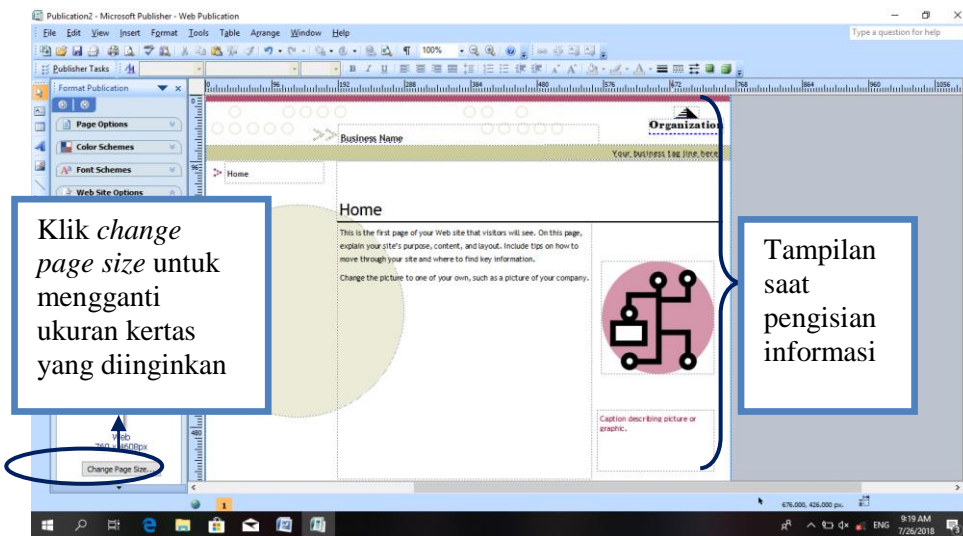 Publication2 - Microsoft Publisher - Web Publication
File Edit View Insert Format Tools Table Arrange Window Help
Type a question for help
100%
Publisher Tasks
Format Publication
Page Options
Color Schemes
Font Schemes
Web Site Options
Business Name
Organization
Your business tag line here
Home
Home
This is the first page of your Web site that visitors will see. On this page,
explain your site's purpose, content, and layout. Include tips on how to
move through your site and where to find key information.
Change the picture to one of your own, such as a picture of your company.
Caption describing picture or
graphic.
Klik change
page size untuk
mengganti
ukuran kertas
yang diinginkan
Tampilan
saat
pengisian
informasi
Web
Change Page Size...
1
676.000, 426.000 px.
ENG
9:19 AM
7/26/2018